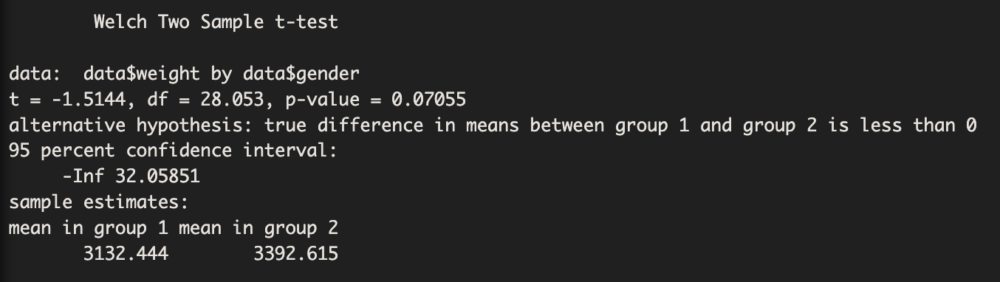 Welch Two Sample t-test
data:  data$weight by data$gender
t = -1.5144, df = 28.053, p-value = 0.07055
alternative hypothesis: true difference in means between group 1 and group 2 is less than 0
95 percent confidence interval:
     -Inf 32.05851
sample estimates:
mean in group 1 mean in group 2
       3132.444        3392.615